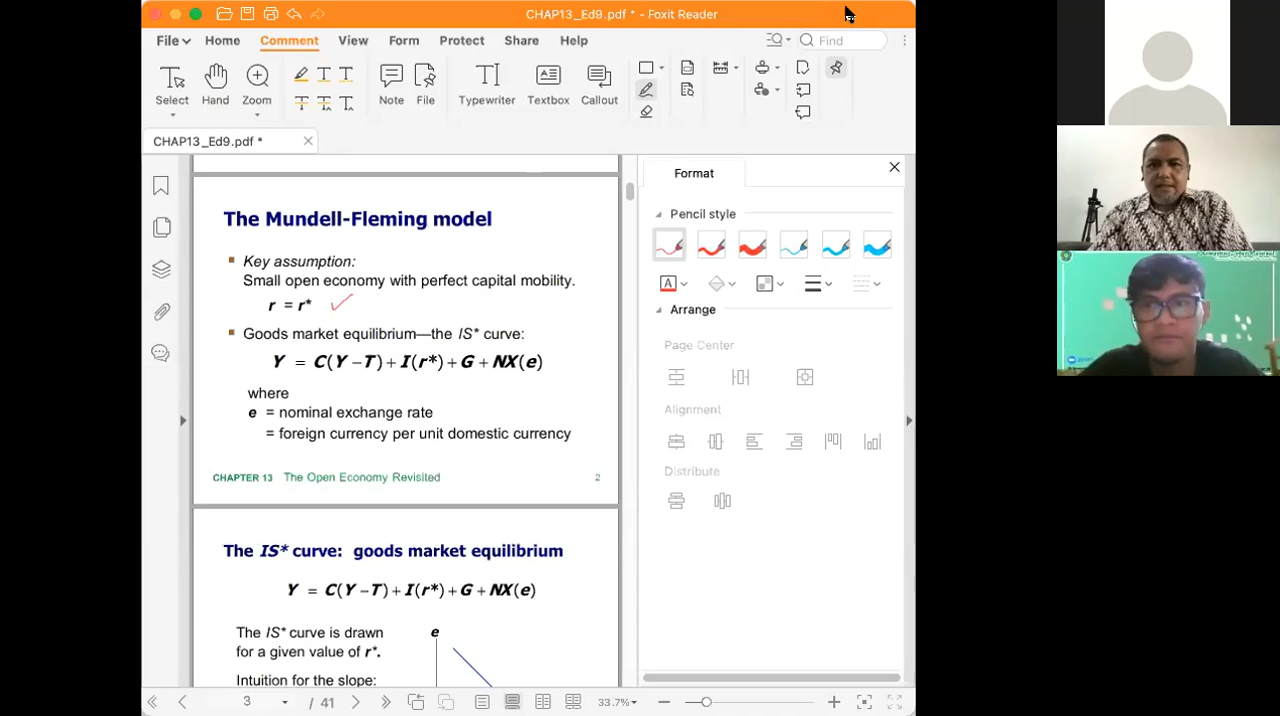 CHAP13_Ed9.pdf * - Foxit Reader
File Home Comment View Form Protect Share Help Find
Select Hand Zoom Note File Typewriter Textbox Callout
CHAP13_Ed9.pdf *
The Mundell-Fleming model
Key assumption:
Small open economy with perfect capital mobility.
r = r*
Goods market equilibrium—the IS* curve:
Y = C(Y − T) + I(r*) + G + NX(e)
where
e = nominal exchange rate
= foreign currency per unit domestic currency
CHAPTER 13 The Open Economy Revisited 2
The IS* curve: goods market equilibrium
Y = C(Y − T) + I(r*) + G + NX(e)
The IS* curve is drawn
for a given value of r*.
Intuition for the slope:
e
Format
Pencil style
Arrange
Page Center
Alignment
Distribute
3 / 41 33.7%